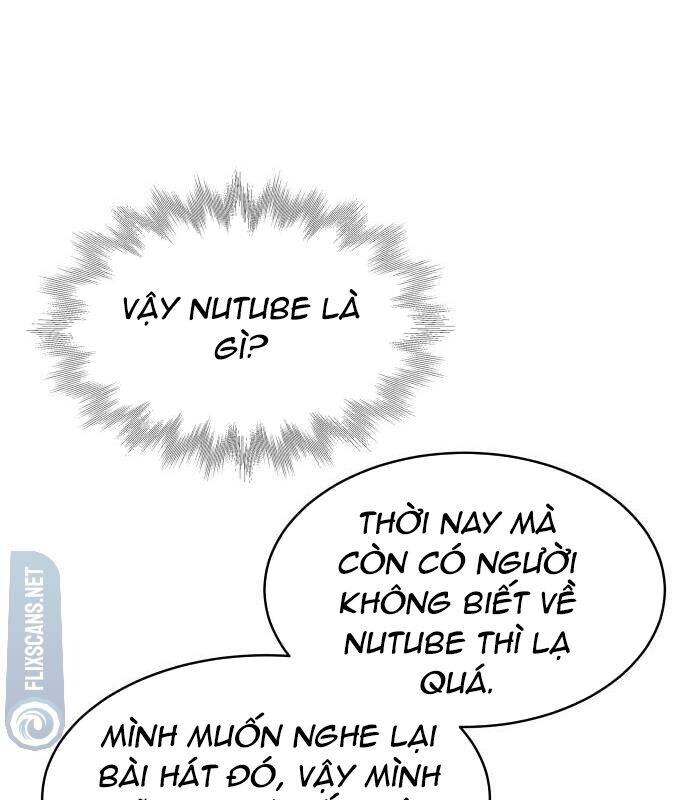 VẬY NUTUBE LÀ
GÌ?
THỜI NAY MÀ
CÒN CÓ NGƯỜI
KHÔNG BIẾT VỀ
NUTUBE THÌ LẠ
QUÁ.
FLIXSCANS.NET
MÌNH MUỐN NGHE LẠI
BÀI HÁT ĐÓ, VẬY MÌNH